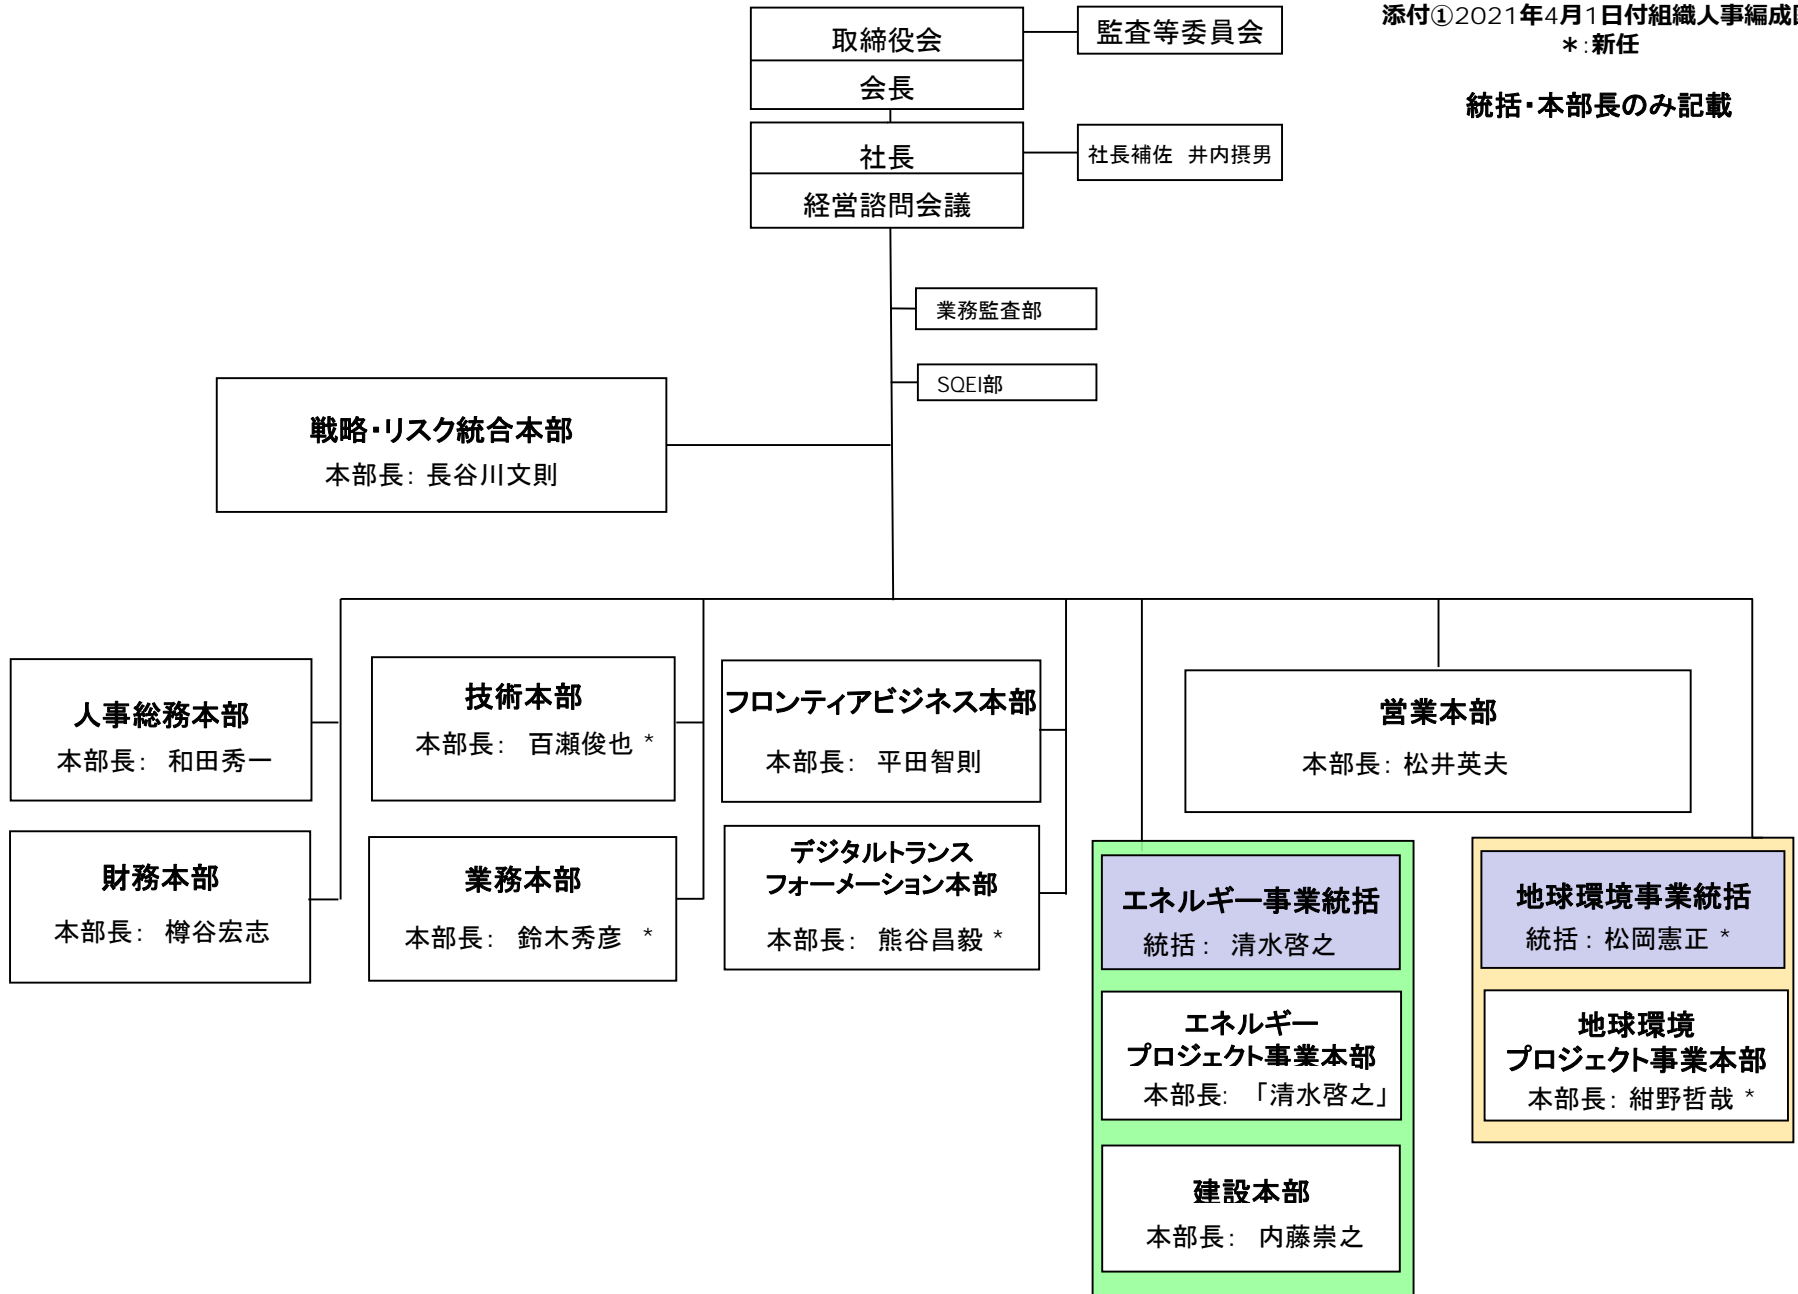 添付①2021年4月1日付組織人事編成
＊:新任
統括・本部長のみ記載
取締役会
監査等委員会
会長
社長
社長補佐 井内摂男
経営諮問会議
業務監査部
SQEI部
戦略・リスク統合本部
本部長: 長谷川文則
人事総務本部
本部長: 和田秀一
技術本部
本部長: 百瀬俊也 *
フロンティアビジネス本部
本部長: 平田智則
営業本部
本部長: 松井英夫
財務本部
本部長: 樽谷宏志
業務本部
本部長: 鈴木秀彦 *
デジタルトランス
フォーメーション本部
本部長: 熊谷昌毅 *
エネルギー事業統括
統括: 清水啓之
地球環境事業統括
統括: 松岡憲正 *
エネルギー
プロジェクト事業本部
本部長: 「清水啓之」
地球環境
プロジェクト事業本部
本部長: 紺野哲哉 *
建設本部
本部長: 内藤崇之